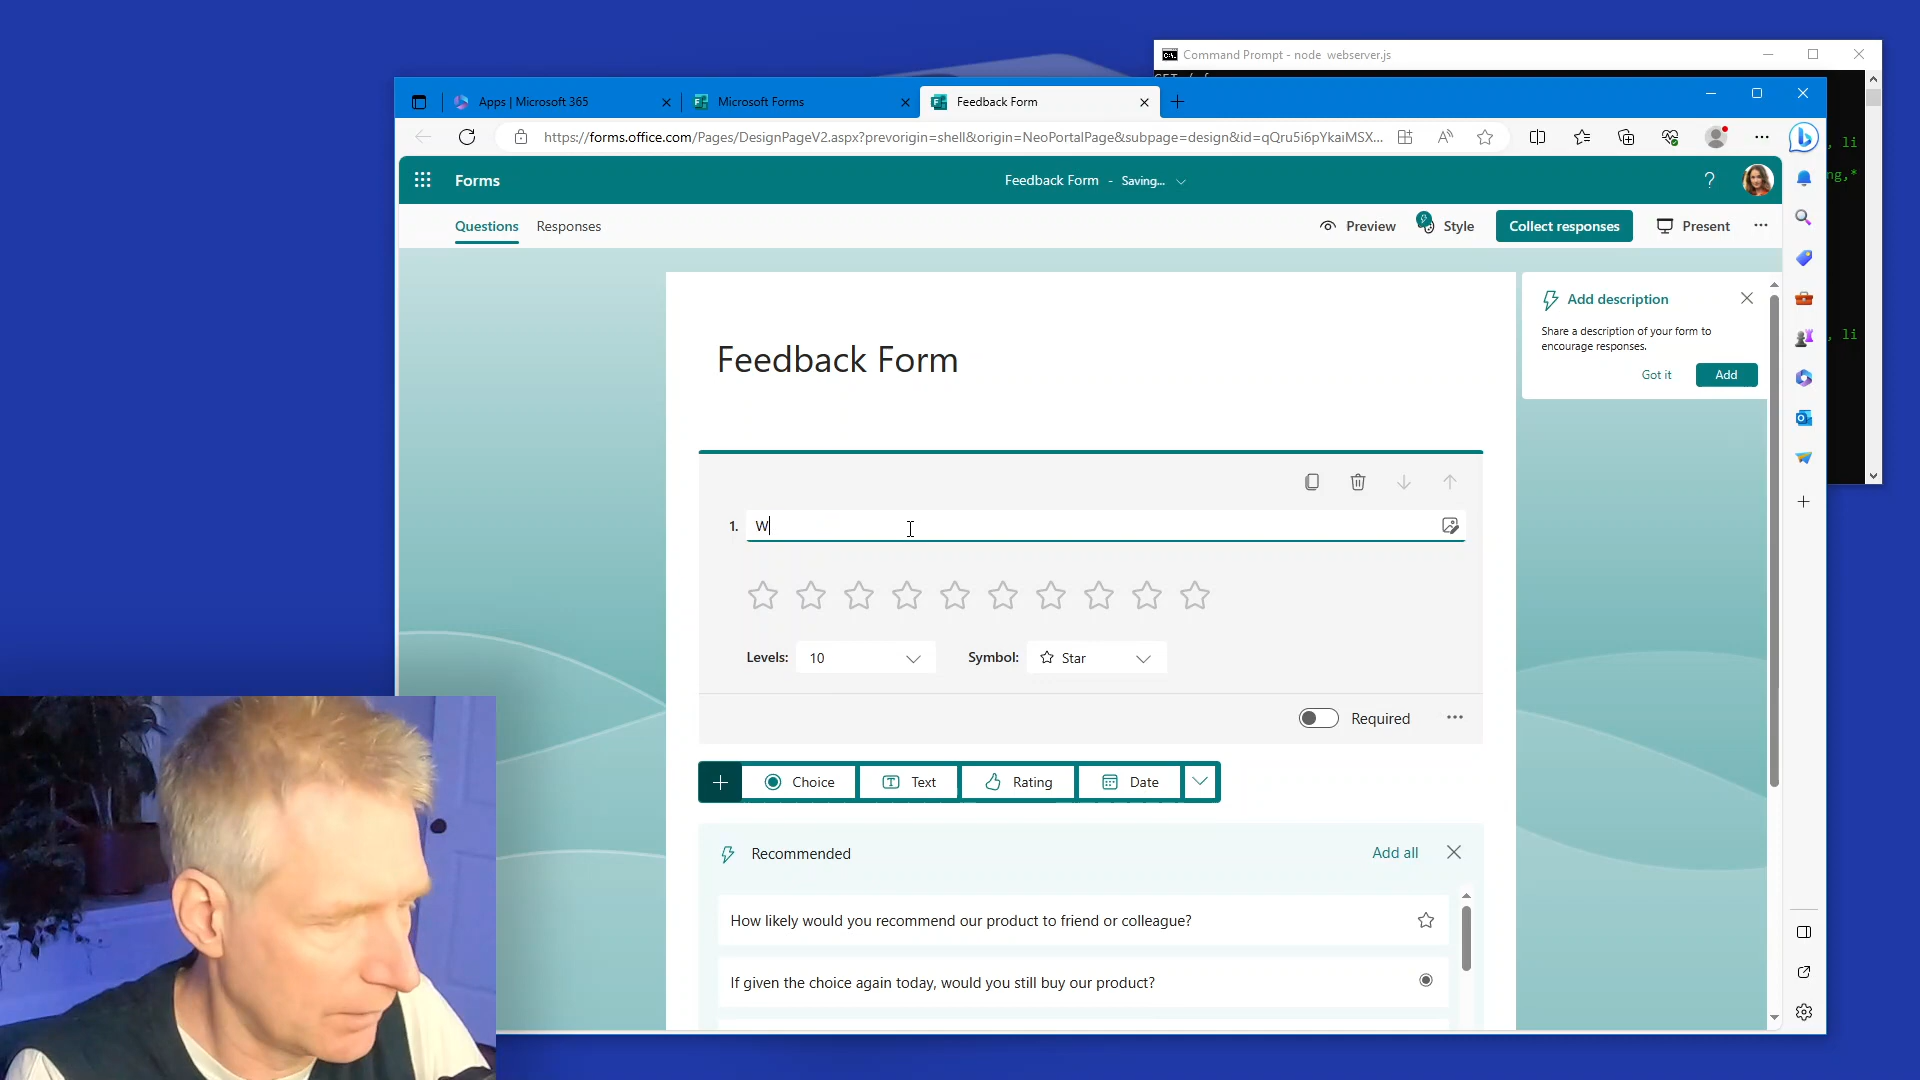 Command Prompt - node webserver.js
, li
ng,*
, li
Apps | Microsoft 365
Microsoft Forms
Feedback Form
https://forms.office.com/Pages/DesignPageV2.aspx?prevorigin=shell&origin=NeoPortalPage&subpage=design&id=qQru5i6pYkaiMSX...
Forms
Feedback Form - Saving...
?
Questions
Responses
Preview
Style
Collect responses
Present
Feedback Form
Add description
Share a description of your form to
encourage responses.
Got it
Add
1. W
Levels: 10
Symbol: Star
Required
Choice
Text
Rating
Date
Recommended
Add all
How likely would you recommend our product to friend or colleague?
If given the choice again today, would you still buy our product?